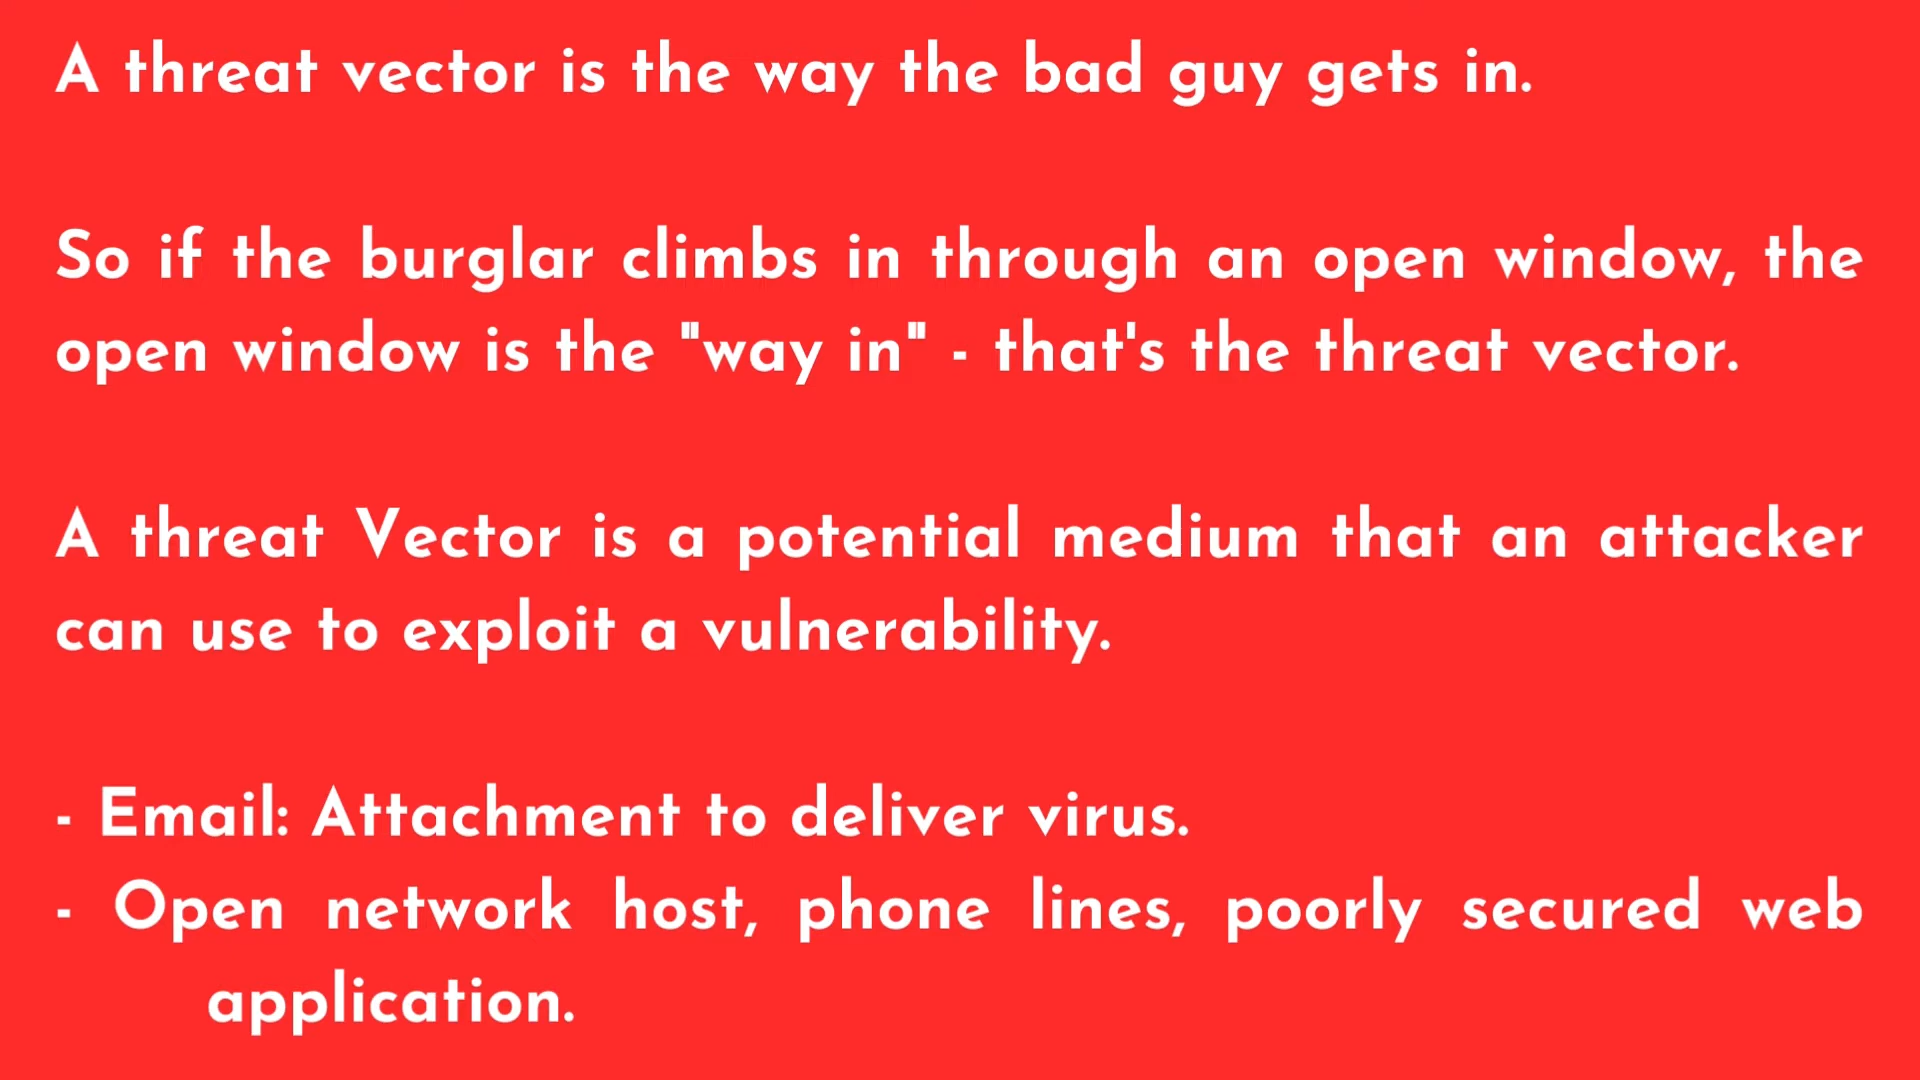 A threat vector is the way the bad guy gets in.
So if the burglar climbs in through an open window, the
open window is the "way in" - that's the threat vector.
A threat Vector is a potential medium that an attacker
can use to exploit a vulnerability.
- Email: Attachment to deliver virus.
- Open network host, phone lines, poorly secured web
application.